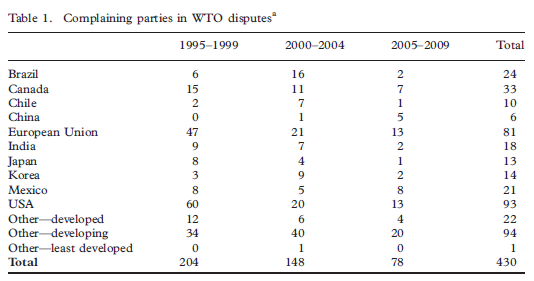 Table 1. Complaining parties in WTO disputesa
1995–1999 2000–2004 2005–2009 Total
Brazil 6 16 2 24
Canada 15 11 7 33
Chile 2 7 1 10
China 0 1 5 6
European Union 47 21 13 81
India 9 7 2 18
Japan 8 4 1 13
Korea 3 9 2 14
Mexico 8 5 8 21
USA 60 20 13 93
Other—developed 12 6 4 22
Other—developing 34 40 20 94
Other—least developed 0 1 0 1
Total 204 148 78 430